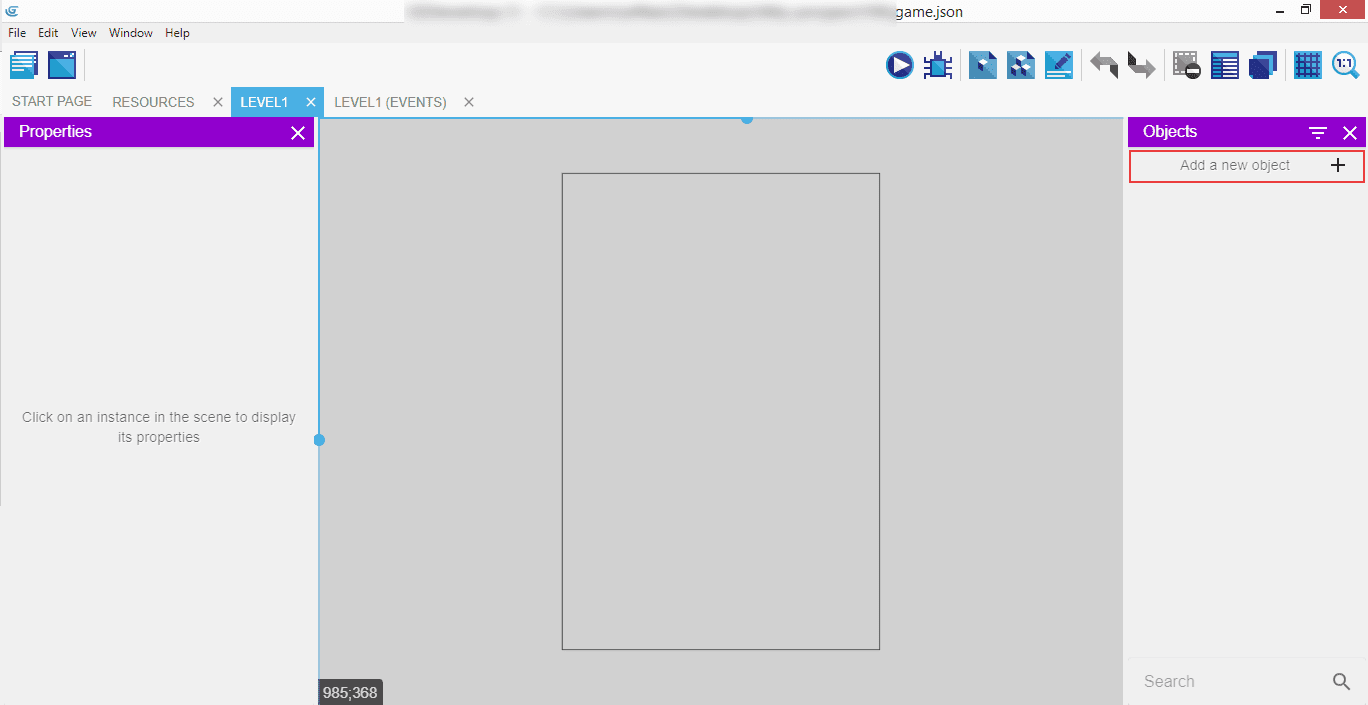 game.json
File Edit View Window Help
1:1
START PAGE RESOURCES LEVEL1 LEVEL1 (EVENTS)
Properties
Objects
Add a new object
Click on an instance in the scene to display
its properties
Search
985;368